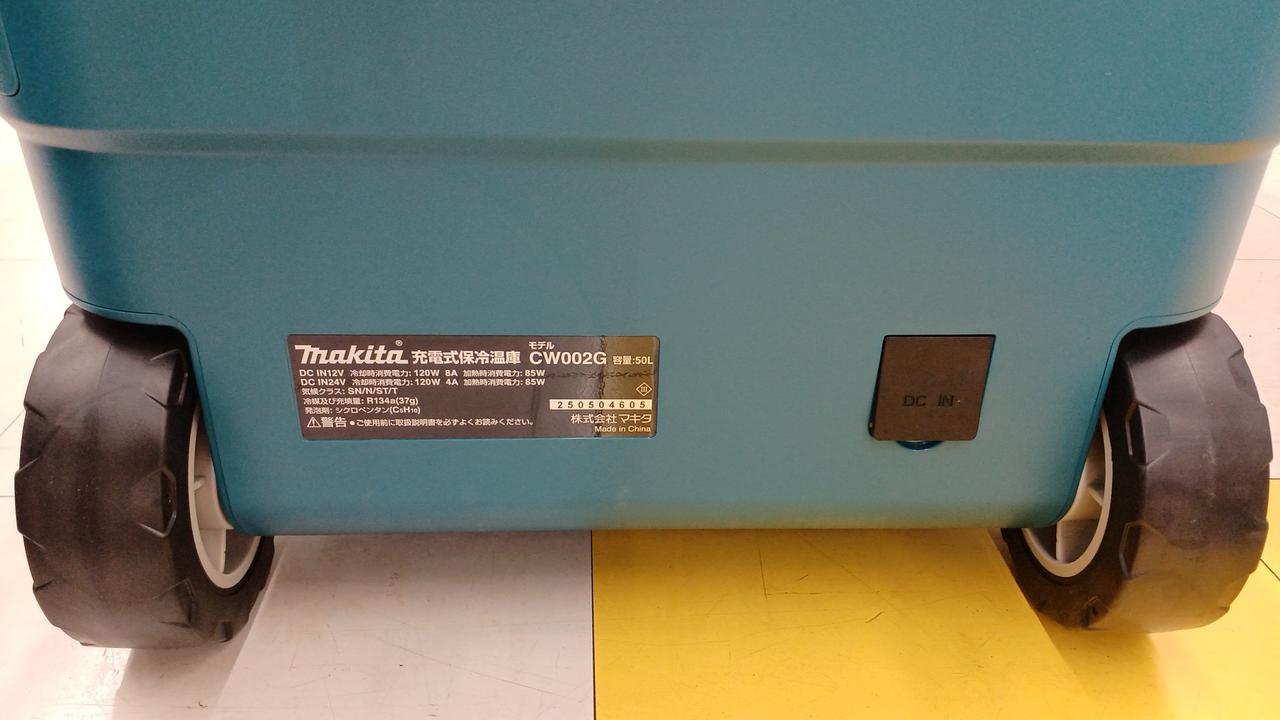 makita® 充電式保冷温庫 モデル CW002G 容量:50L
DC IN12V 冷却時消費電力: 120W 8A 加熱時消費電力: 85W
DC IN24V 冷却時消費電力: 120W 4A 加熱時消費電力: 85W
気候クラス: SN/N/ST/T
冷媒及び充填量: R134a(37g)
発泡剤: シクロペンタン(C5H10)
250504605
⚠警告 ●ご使用前に取扱説明書を必ずよくお読みください。
株式会社 マキタ
Made in China
DC IN